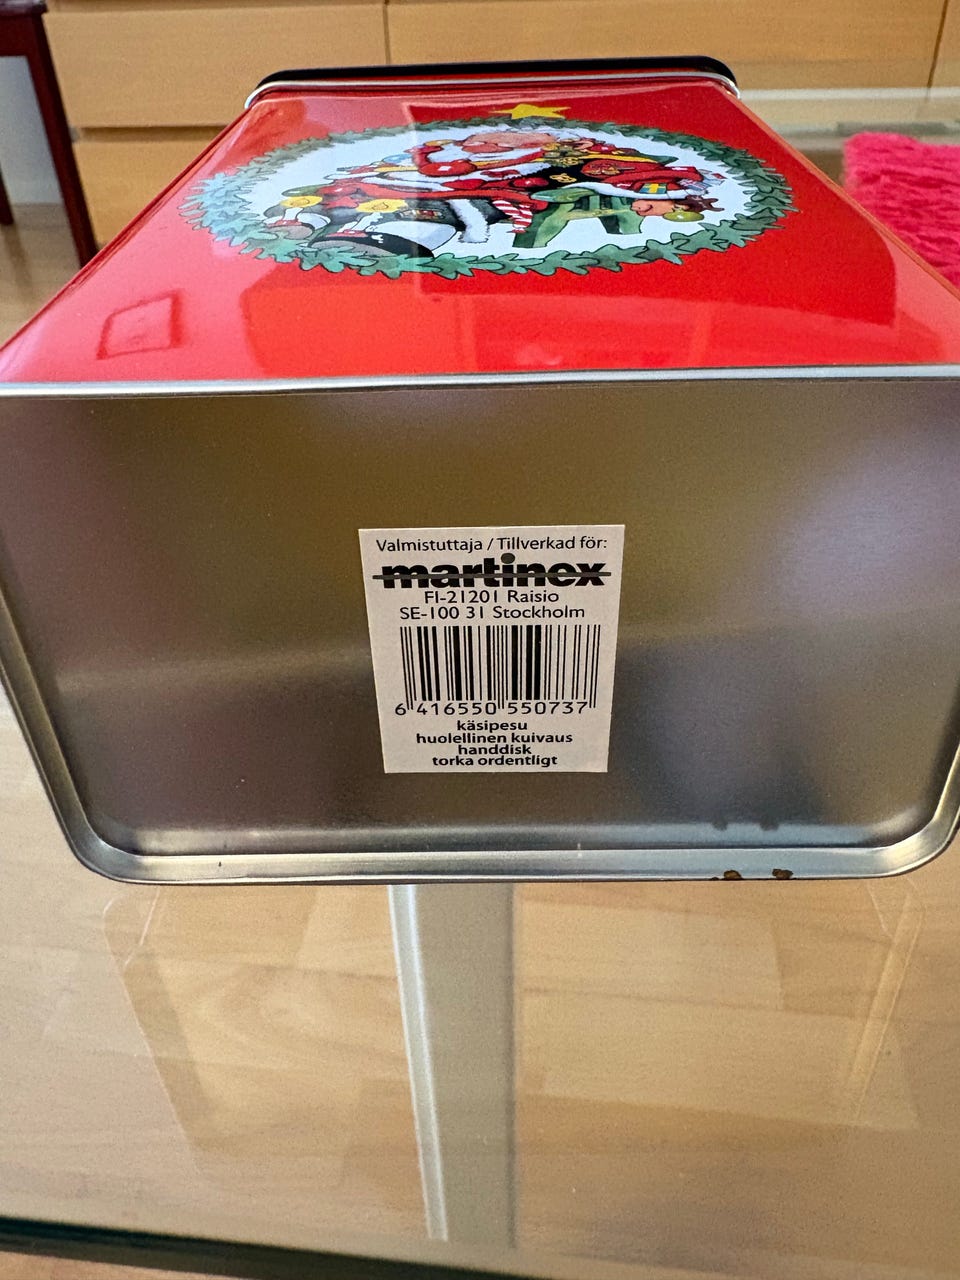 Valmistuttaja / Tillverkad för:
martinex
FI-21201 Raisio
SE-100 31 Stockholm
6 416550 550737
käsipesu
huolellinen kuivaus
handdisk
torka ordentligt